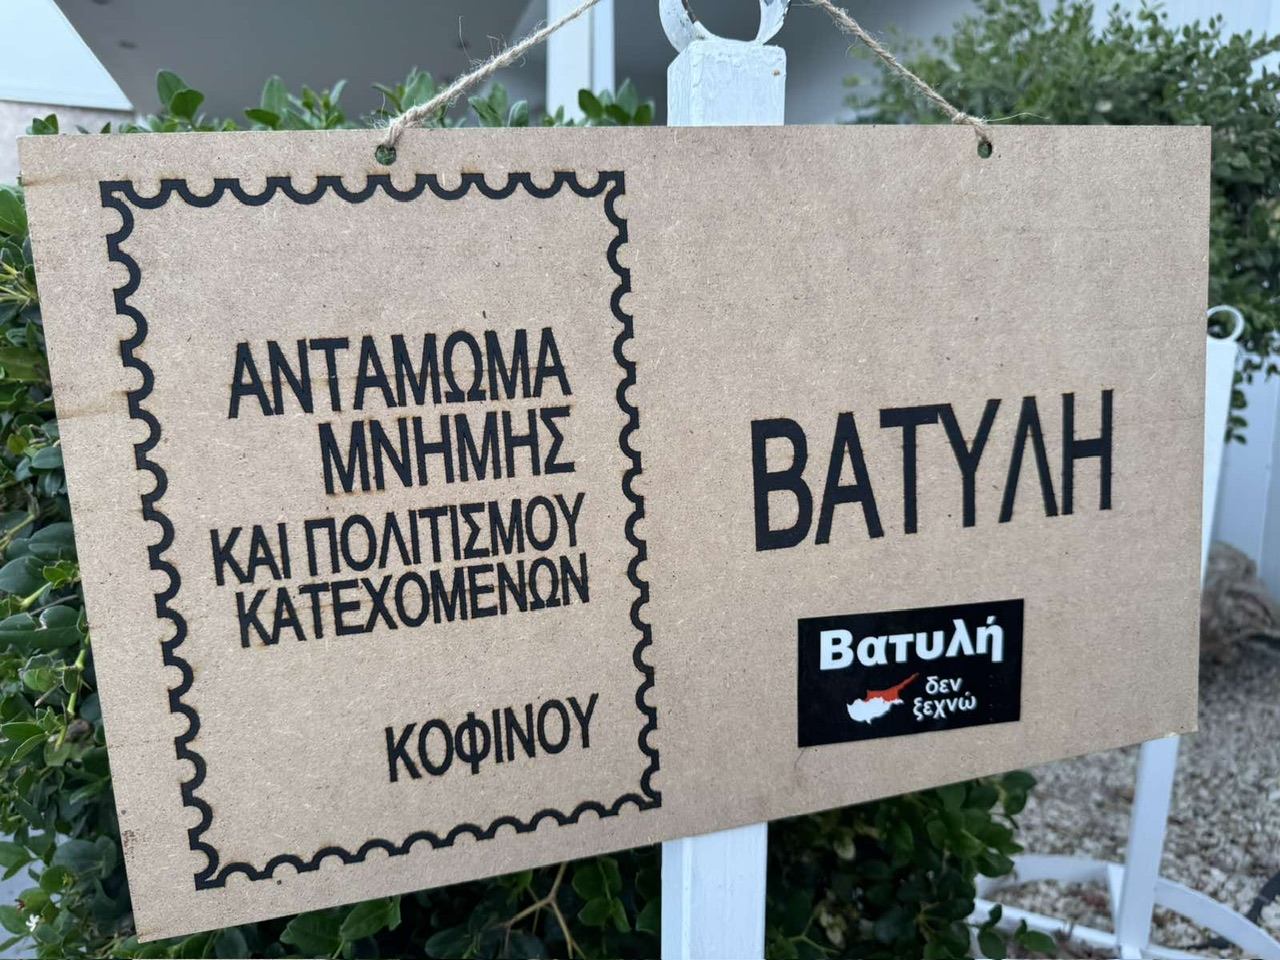 ΑΝΤΑΜΩΜΑ
ΜΝΗΜΗΣ
ΚΑΙ ΠΟΛΙΤΙΣΜΟΥ
ΚΑΤΕΧΟΜΕΝΩΝ
ΚΟΦΙΝΟΥ
ΒΑΤΥΛΗ
Βατυλή
δεν
ξεχνώ